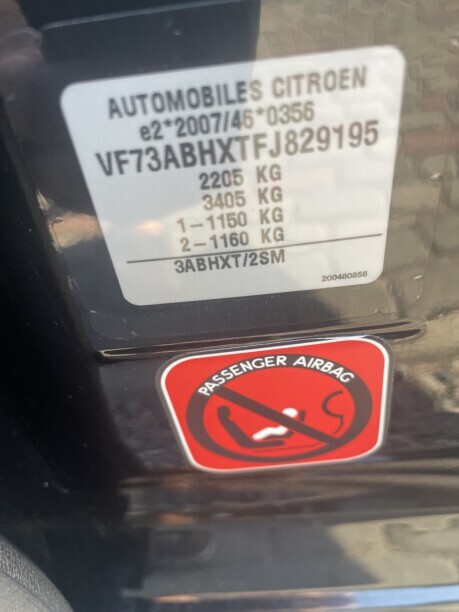 AUTOMOBILES CITROEN
e2*2007/46*0356
VF73ABHXTFJ829195
2205 KG
3405 KG
1-1150 KG
2-1160 KG
3ABHXT/2SM
200480858
PASSENGER AIRBAG